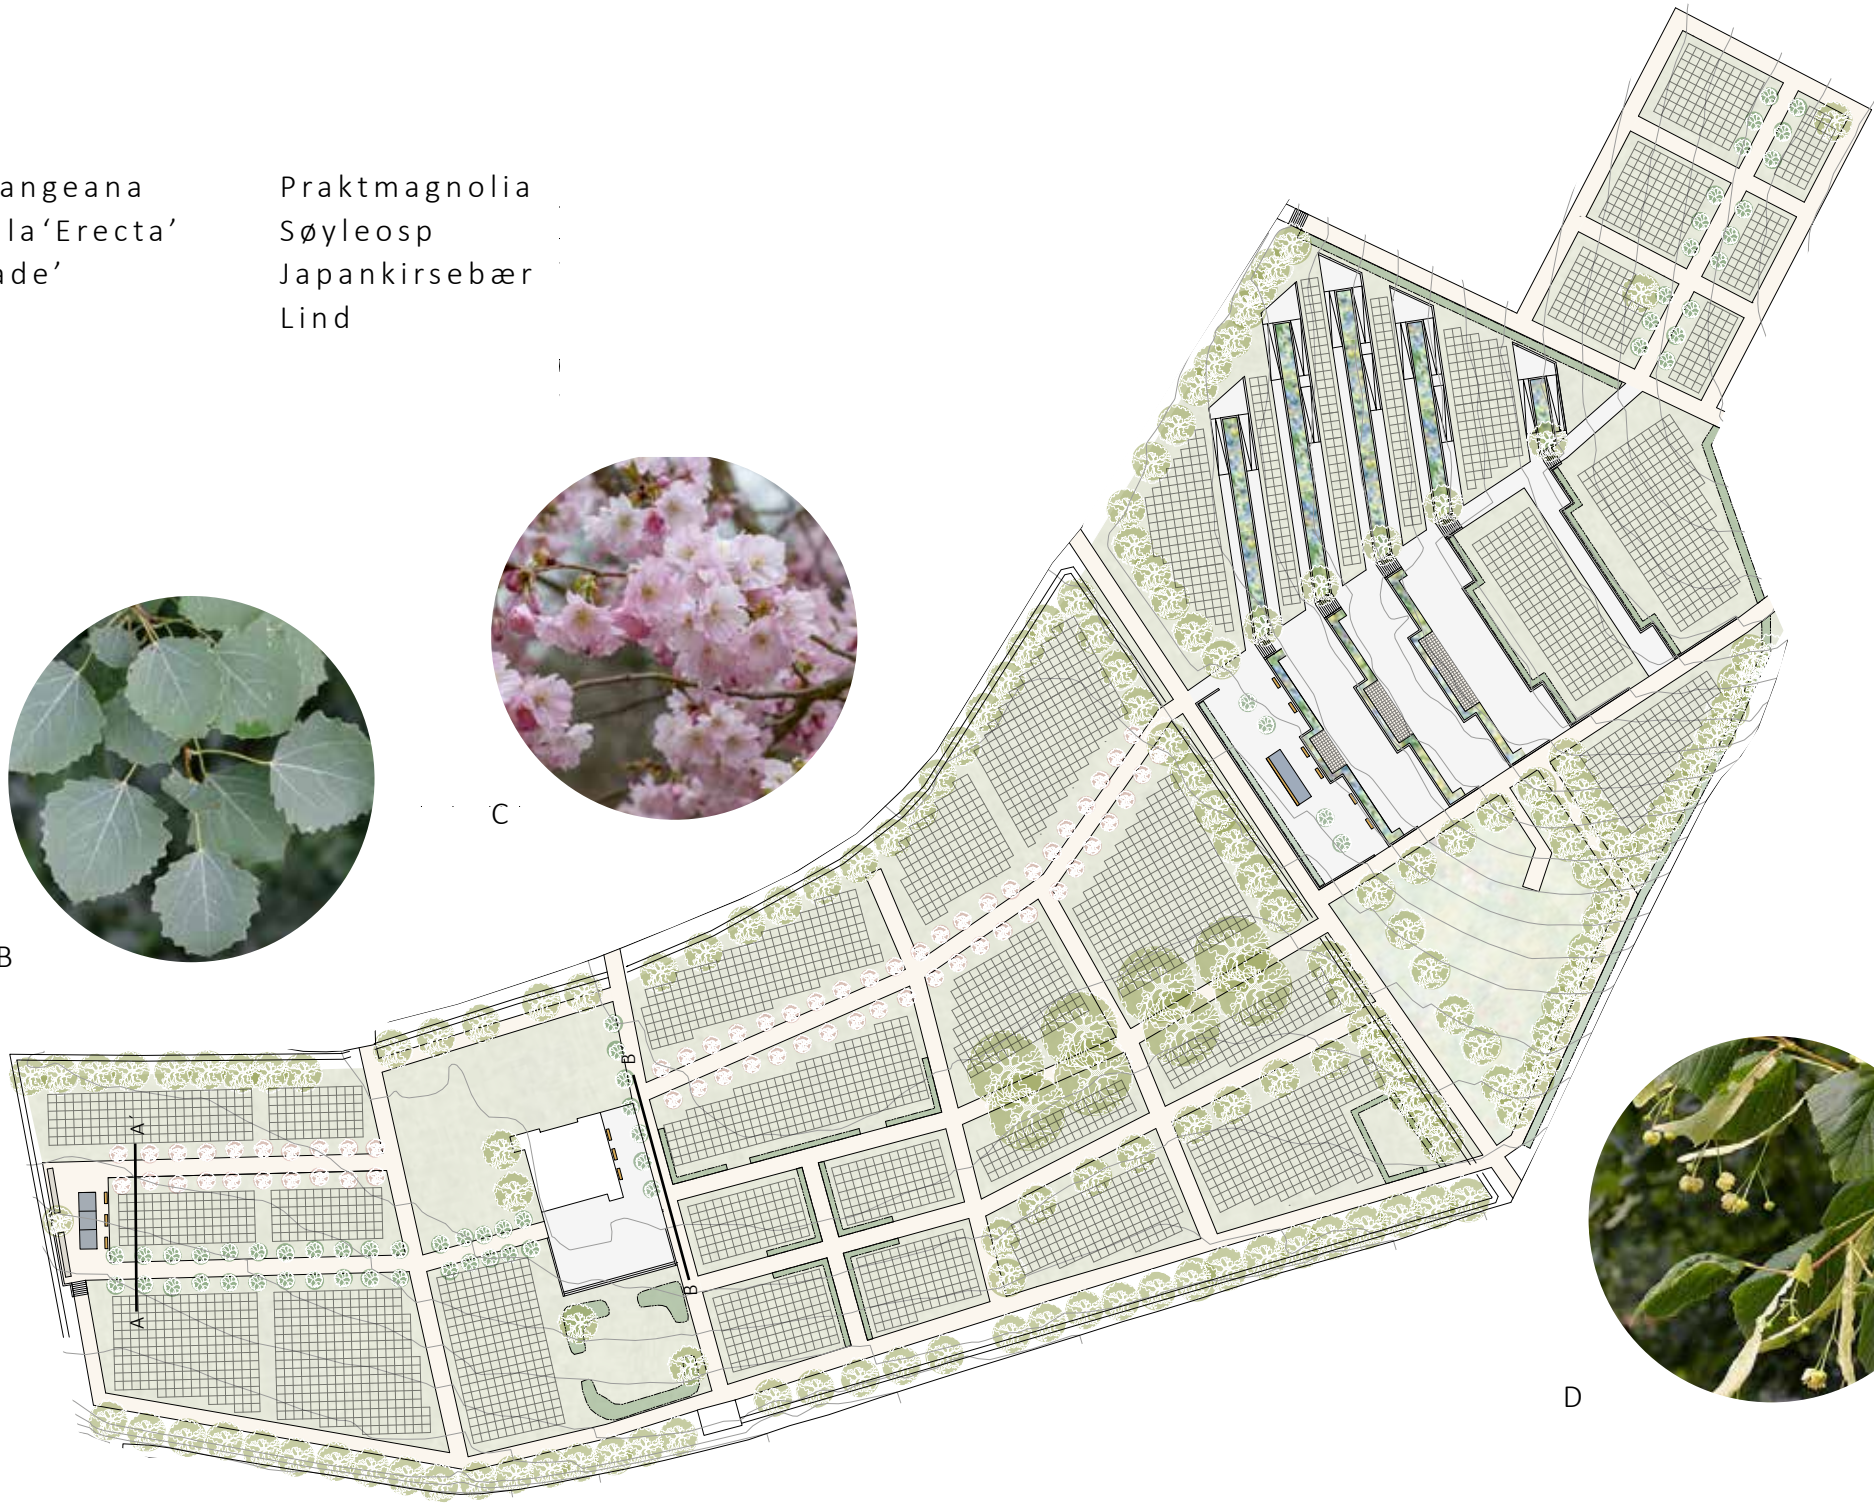 angeana Praktmagnolia
la‘Erecta’ Søyleosp
ade’ Japankirsebær
Lind
C
B
D
A'
A
B'
B